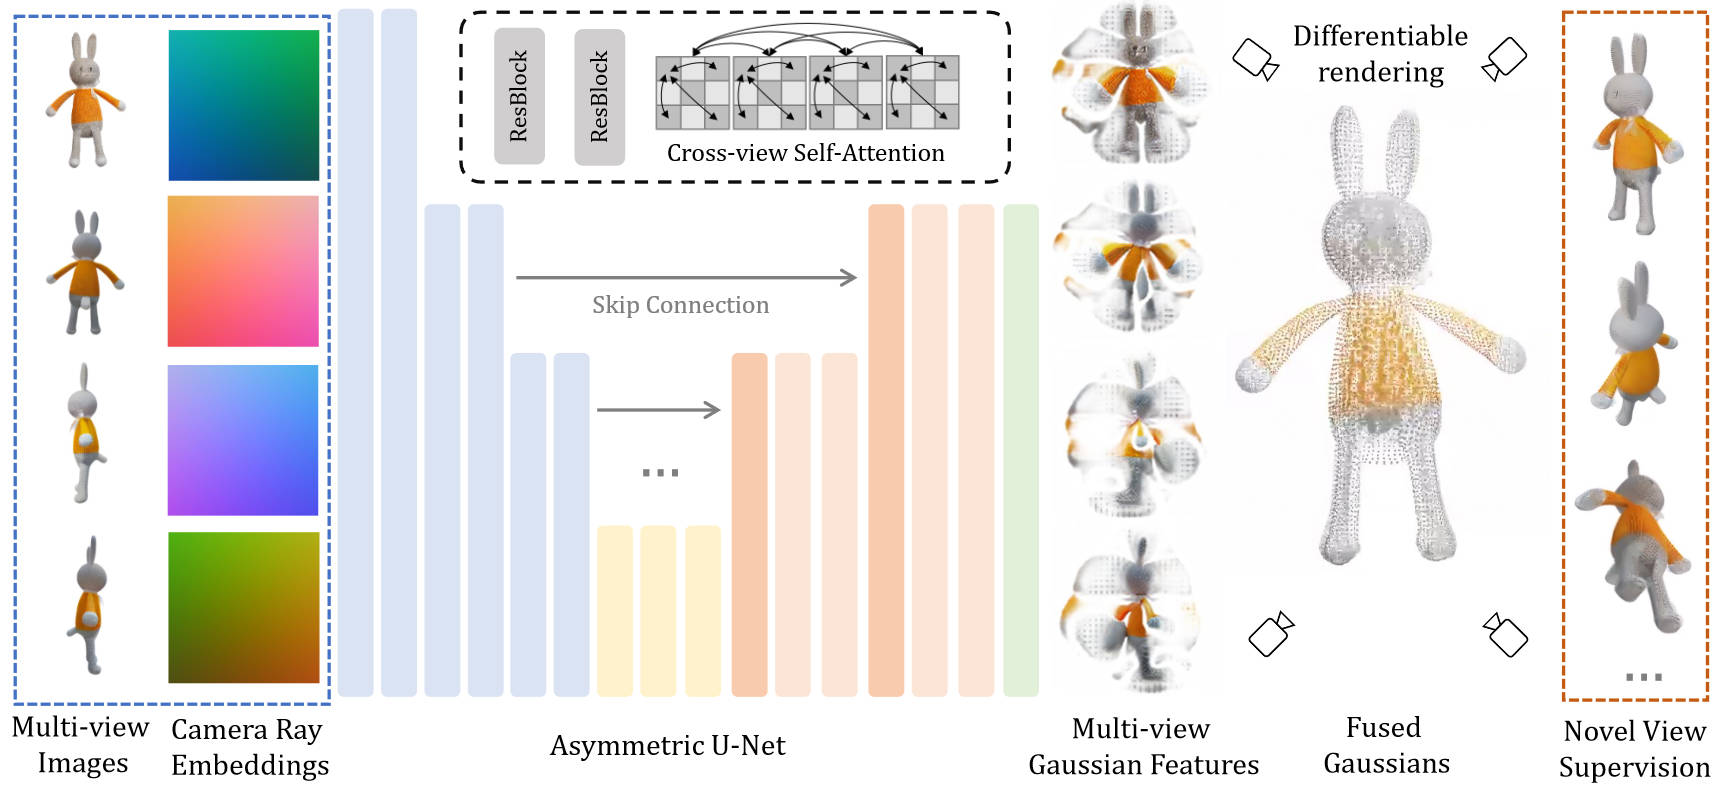 ResBlock
ResBlock
Cross-view Self-Attention
Differentiable
rendering
Skip Connection
...
...
Multi-view
Images
Camera Ray
Embeddings
Asymmetric U-Net
Multi-view
Gaussian Features
Fused
Gaussians
Novel View
Supervision